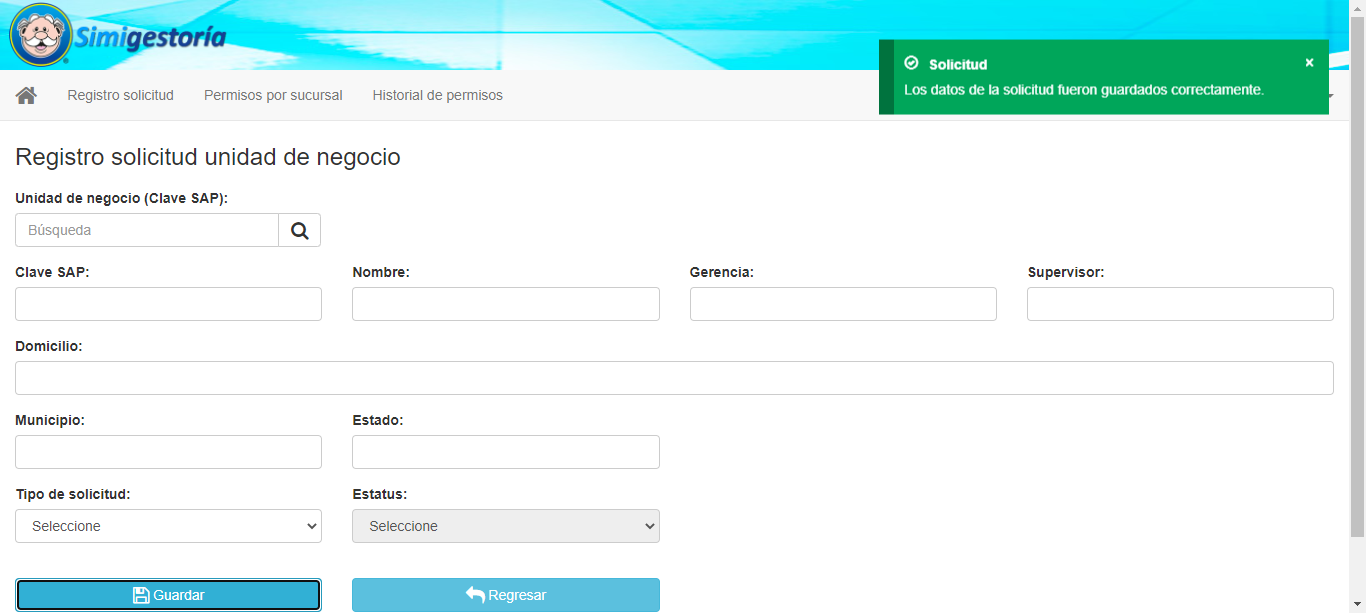 Simigestoría
Solicitud
×
Los datos de la solicitud fueron guardados correctamente.
Registro solicitud Permisos por sucursal Historial de permisos
Registro solicitud unidad de negocio
Unidad de negocio (Clave SAP):
Búsqueda
Clave SAP: Nombre: Gerencia: Supervisor:
Domicilio:
Municipio: Estado:
Tipo de solicitud: Estatus:
Seleccione Seleccione
Guardar Regresar